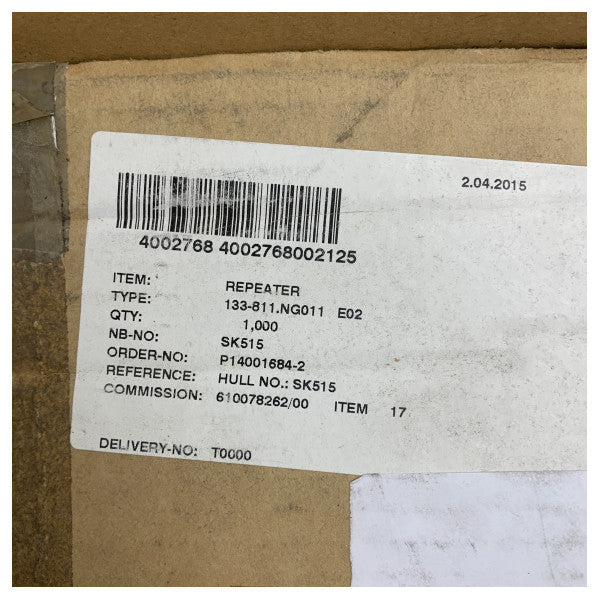 2.04.2015
4002768 4002768002125
ITEM: REPEATER
TYPE: 133-811.NG011 E02
QTY: 1,000
NB-NO: SK515
ORDER-NO: P14001684-2
REFERENCE: HULL NO.: SK515
COMMISSION: 610078262/00 ITEM 17
DELIVERY-NO: T0000